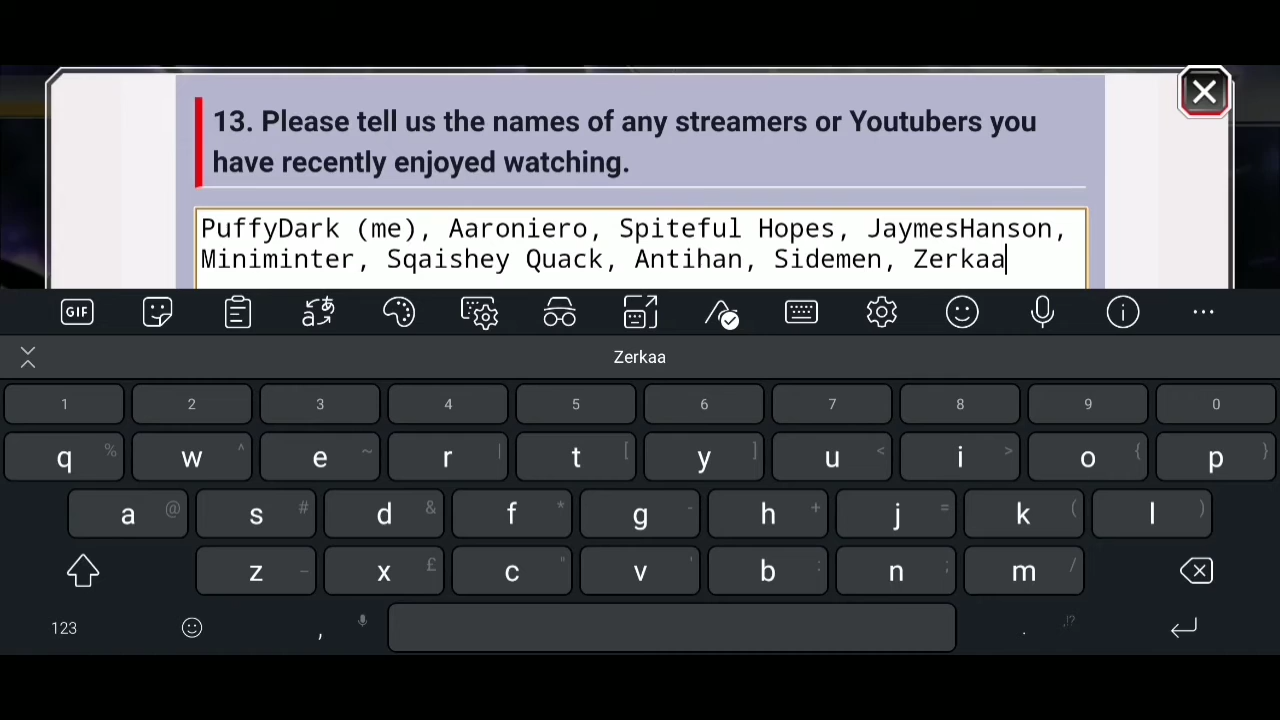 13. Please tell us the names of any streamers or Youtubers you
have recently enjoyed watching.
PuffyDark (me), Aaroniero, Spiteful Hopes, JaymesHanson,
Miniminter, Sqaishey Quack, Antihan, Sidemen, Zerkaa
GIF
Zerkaa
1 2 3 4 5 6 7 8 9 0
q % w ^ e ~ r | t [ y ] u < i > o { p }
a @ s # d & f * g - h + j = k ( l )
z _ x £ c " v ' b : n ; m /
123 , . ,!?